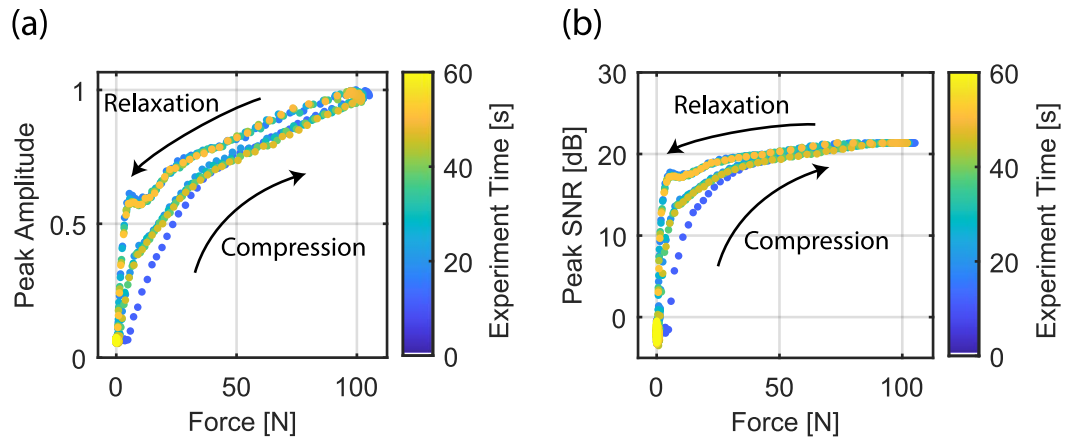 (a)
1
0.5
0
Peak Amplitude
0
50
100
Force [N]
Relaxation
Compression
60
40
20
0
Experiment Time [s]
(b)
30
20
10
0
Peak SNR [dB]
0
50
100
Force [N]
Relaxation
Compression
60
40
20
0
Experiment Time [s]